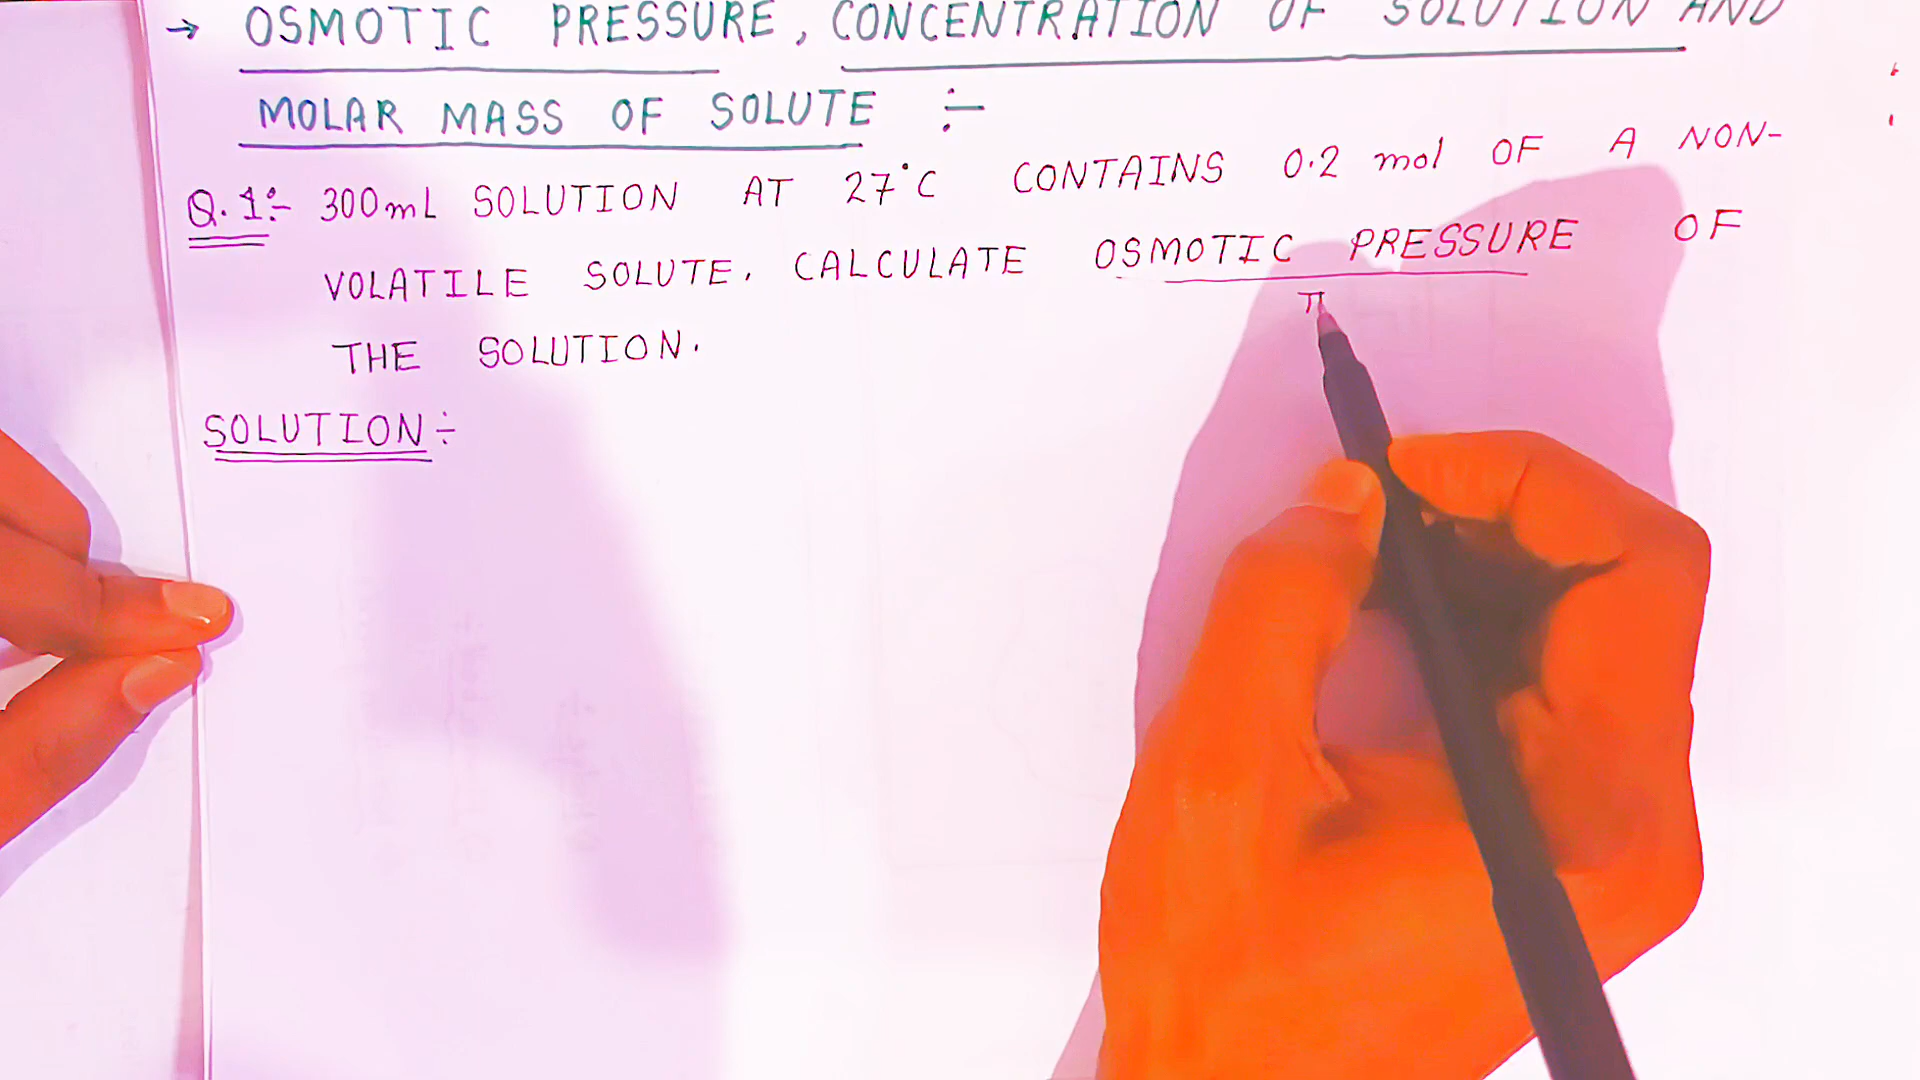 → OSMOTIC PRESSURE, CONCENTRATION OF SOLUTION AND
MOLAR MASS OF SOLUTE :-
Q.1:- 300mL SOLUTION AT 27°C CONTAINS 0.2 mol OF A NON-
VOLATILE SOLUTE. CALCULATE OSMOTIC PRESSURE OF
π
THE SOLUTION.
SOLUTION:-